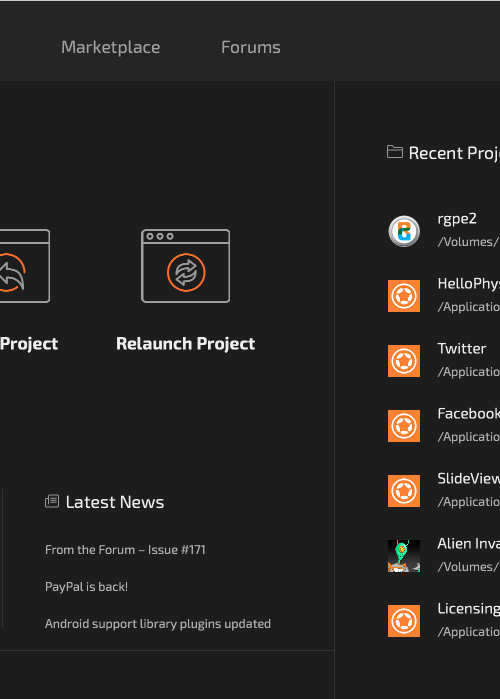 Marketplace
Forums
Project
Relaunch Project
Latest News
From the Forum – Issue #171
PayPal is back!
Android support library plugins updated
Recent Proj
rgpe2
/Volumes/
HelloPhys
/Applicatio
Twitter
/Applicatio
Facebook
/Applicatio
SlideView
/Applicatio
Alien Inva
/Volumes/
Licensing
/Applicatio